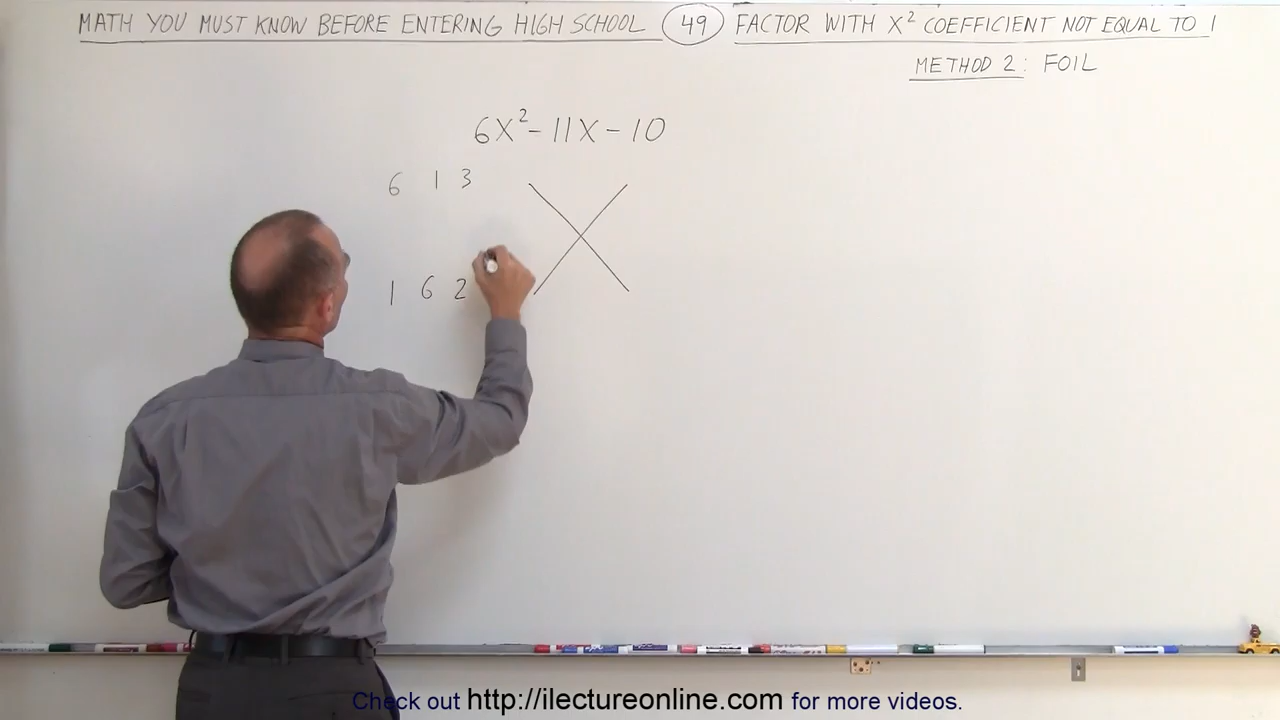 MATH YOU MUST KNOW BEFORE ENTERING HIGH SCHOOL 49 FACTOR WITH X² COEFFICIENT NOT EQUAL TO 1
METHOD 2: FOIL
6X² - 11X - 10
6 1 3
1 6 2
Check out http://ilectureonline.com for more videos.